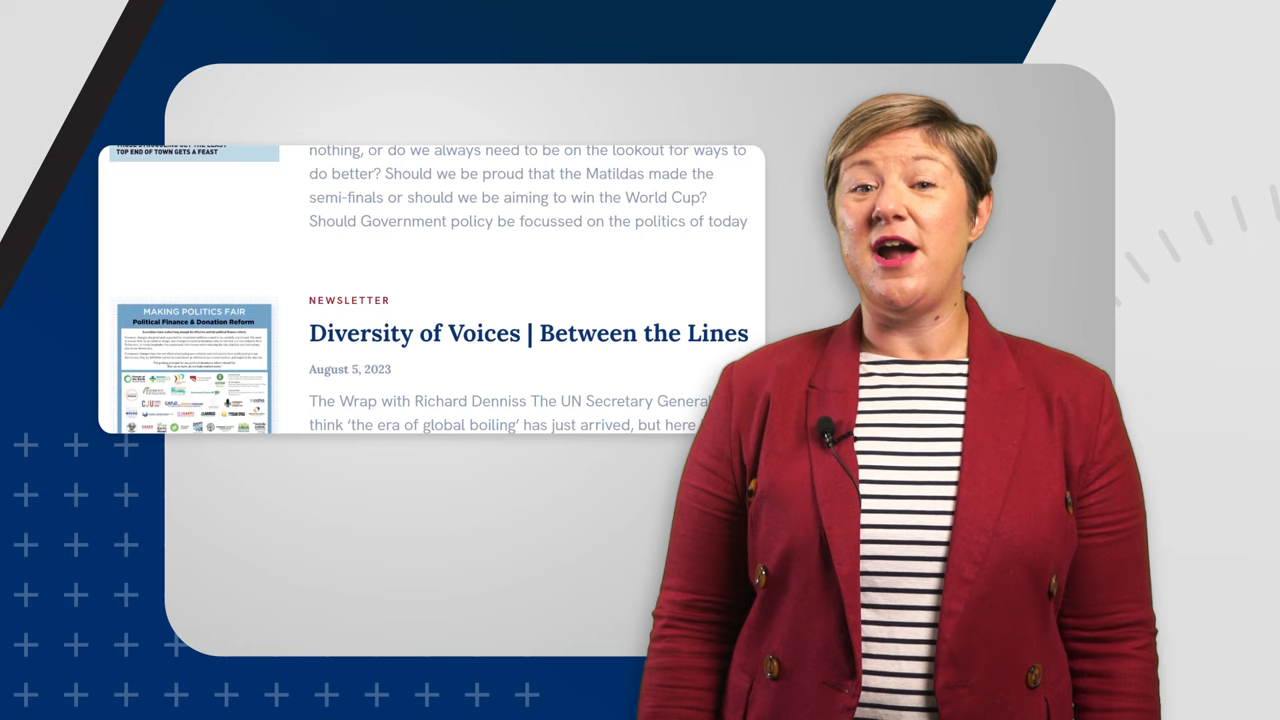 TOP END OF TOWN GETS A FEAST
nothing, or do we always need to be on the lookout for ways to
do better? Should we be proud that the Matildas made the
semi-finals or should we be aiming to win the World Cup?
Should Government policy be focussed on the politics of today
NEWSLETTER
MAKING POLITICS FAIR
Political Finance & Donation Reform
Diversity of Voices | Between the Lines
August 5, 2023
The Wrap with Richard Denniss The UN Secretary General
think ‘the era of global boiling’ has just arrived, but here